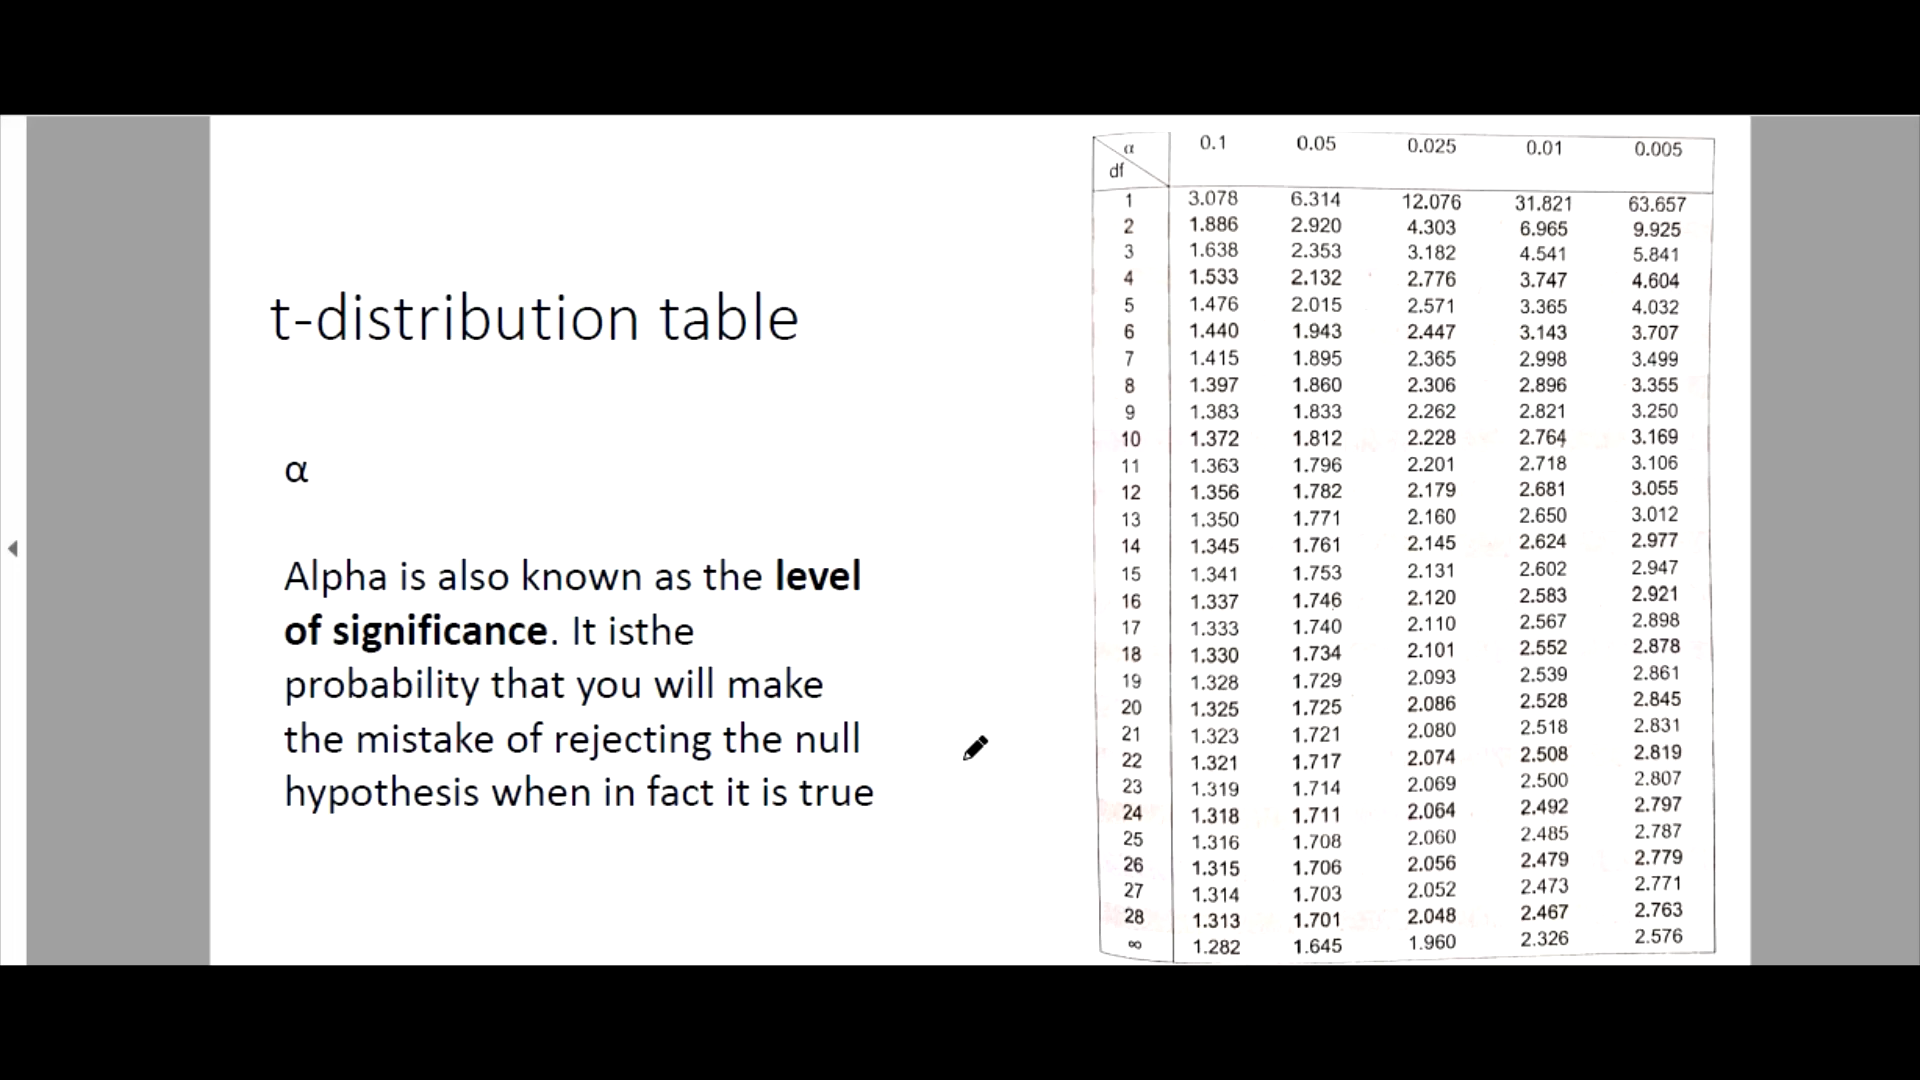 t-distribution table
α
Alpha is also known as the level
of significance. It isthe
probability that you will make
the mistake of rejecting the null
hypothesis when in fact it is true
α 0.1 0.05 0.025 0.01 0.005
df
1 3.078 6.314 12.076 31.821 63.657
2 1.886 2.920 4.303 6.965 9.925
3 1.638 2.353 3.182 4.541 5.841
4 1.533 2.132 2.776 3.747 4.604
5 1.476 2.015 2.571 3.365 4.032
6 1.440 1.943 2.447 3.143 3.707
7 1.415 1.895 2.365 2.998 3.499
8 1.397 1.860 2.306 2.896 3.355
9 1.383 1.833 2.262 2.821 3.250
10 1.372 1.812 2.228 2.764 3.169
11 1.363 1.796 2.201 2.718 3.106
12 1.356 1.782 2.179 2.681 3.055
13 1.350 1.771 2.160 2.650 3.012
14 1.345 1.761 2.145 2.624 2.977
15 1.341 1.753 2.131 2.602 2.947
16 1.337 1.746 2.120 2.583 2.921
17 1.333 1.740 2.110 2.567 2.898
18 1.330 1.734 2.101 2.552 2.878
19 1.328 1.729 2.093 2.539 2.861
20 1.325 1.725 2.086 2.528 2.845
21 1.323 1.721 2.080 2.518 2.831
22 1.321 1.717 2.074 2.508 2.819
23 1.319 1.714 2.069 2.500 2.807
24 1.318 1.711 2.064 2.492 2.797
25 1.316 1.708 2.060 2.485 2.787
26 1.315 1.706 2.056 2.479 2.779
27 1.314 1.703 2.052 2.473 2.771
28 1.313 1.701 2.048 2.467 2.763
∞ 1.282 1.645 1.960 2.326 2.576